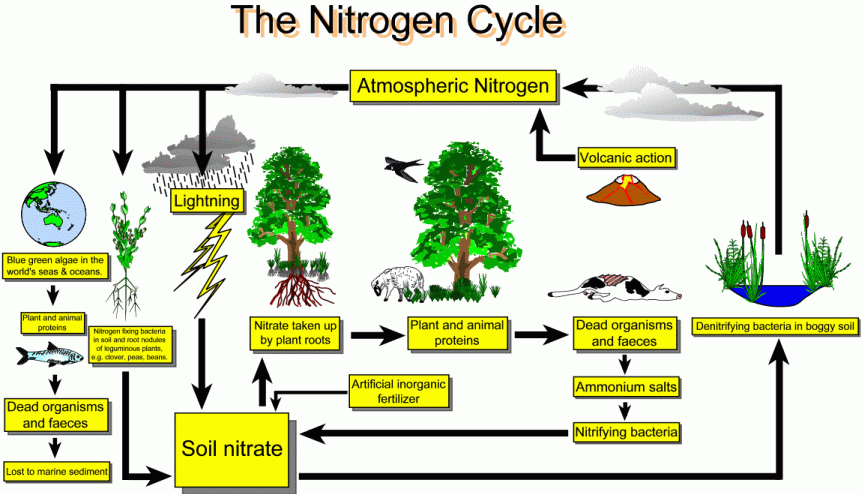 The Nitrogen Cycle
Atmospheric Nitrogen
Volcanic action
Lightning
Blue green algae in the
world's seas & oceans.
Plant and animal
proteins
Dead organisms
and faeces
Lost to marine sediment
Nitrogen fixing bacteria
in soil and root nodules
of leguminous plants,
e.g. clover, peas, beans.
Nitrate taken up
by plant roots
Plant and animal
proteins
Dead organisms
and faeces
Denitrifying bacteria in boggy soil
Artificial inorganic
fertilizer
Ammonium salts
Nitrifying bacteria
Soil nitrate